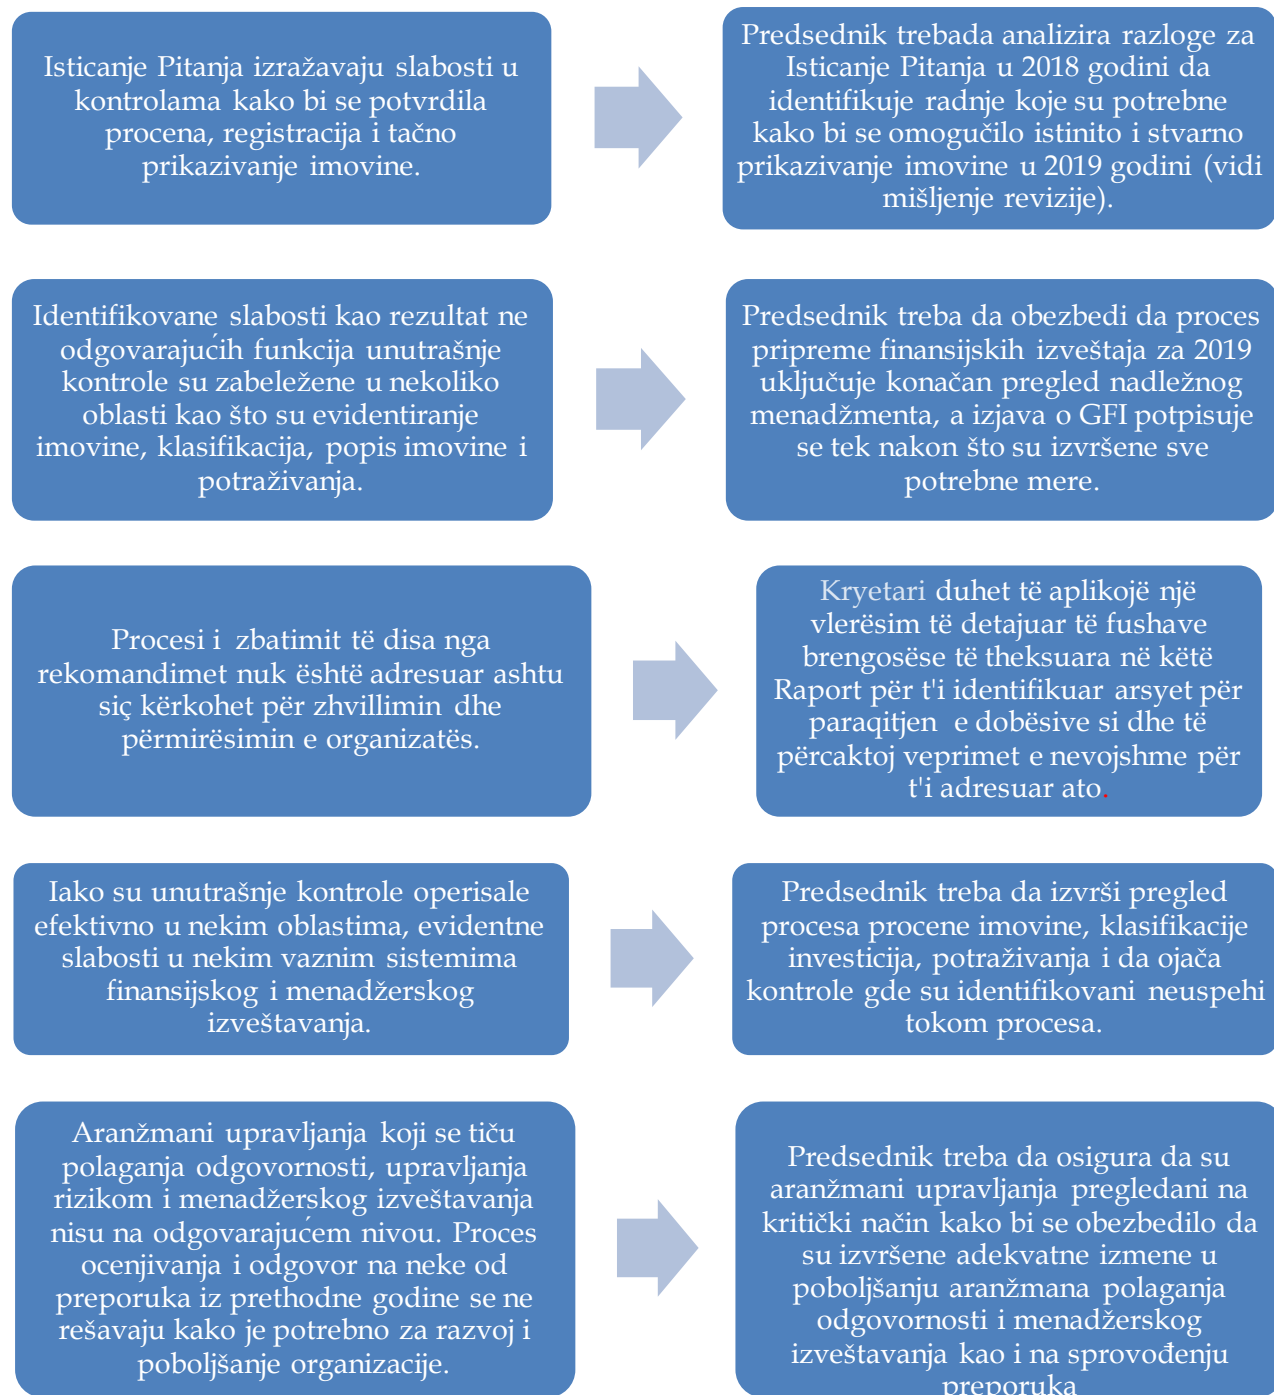 Isticanje Pitanja izražavaju slabosti u
kontrolama kako bi se potvrdila
procena, registracija i tačno
prikazivanje imovine.
Predsednik trebada analizira razloge za
Isticanje Pitanja u 2018 godini da
identifikuje radnje koje su potrebne
kako bi se omogučilo istinito i stvarno
prikazivanje imovine u 2019 godini (vidi
mišljenje revizije).
Identifikovane slabosti kao rezultat ne
odgovarajućih funkcija unutrašnje
kontrole su zabeležene u nekoliko
oblasti kao što su evidentiranje
imovine, klasifikacija, popis imovine i
potraživanja.
Predsednik treba da obezbedi da proces
pripreme finansijskih izveštaja za 2019
uključuje konačan pregled nadležnog
menadžmenta, a izjava o GFI potpisuje
se tek nakon što su izvršene sve
potrebne mere.
Procesi i zbatimit të disa nga
rekomandimet nuk është adresuar ashtu
siç kërkohet për zhvillimin dhe
përmirësimin e organizatës.
Kryetari duhet të aplikojë një
vlerësim të detajuar të fushave
brengosëse të theksuara në këtë
Raport për t'i identifikuar arsyet për
paraqitjen e dobësive si dhe të
përcaktoj veprimet e nevojshme për
t'i adresuar ato.
Iako su unutrašnje kontrole operisale
efektivno u nekim oblastima, evidentne
slabosti u nekim vaznim sistemima
finansijskog i menadžerskog
izveštavanja.
Predsednik treba da izvrši pregled
procesa procene imovine, klasifikacije
investicija, potraživanja i da ojača
kontrole gde su identifikovani neuspehi
tokom procesa.
Aranžmani upravljanja koji se tiču
polaganja odgovornosti, upravljanja
rizikom i menadžerskog izveštavanja
nisu na odgovarajućem nivou. Proces
ocenjivanja i odgovor na neke od
preporuka iz prethodne godine se ne
rešavaju kako je potrebno za razvoj i
poboljšanje organizacije.
Predsednik treba da osigura da su
aranžmani upravljanja pregledani na
kritički način kako bi se obezbedilo da
su izvršene adekvatne izmene u
poboljšanju aranžmana polaganja
odgovornosti i menadžerskog
izveštavanja kao i na sprovođenju
preporuka